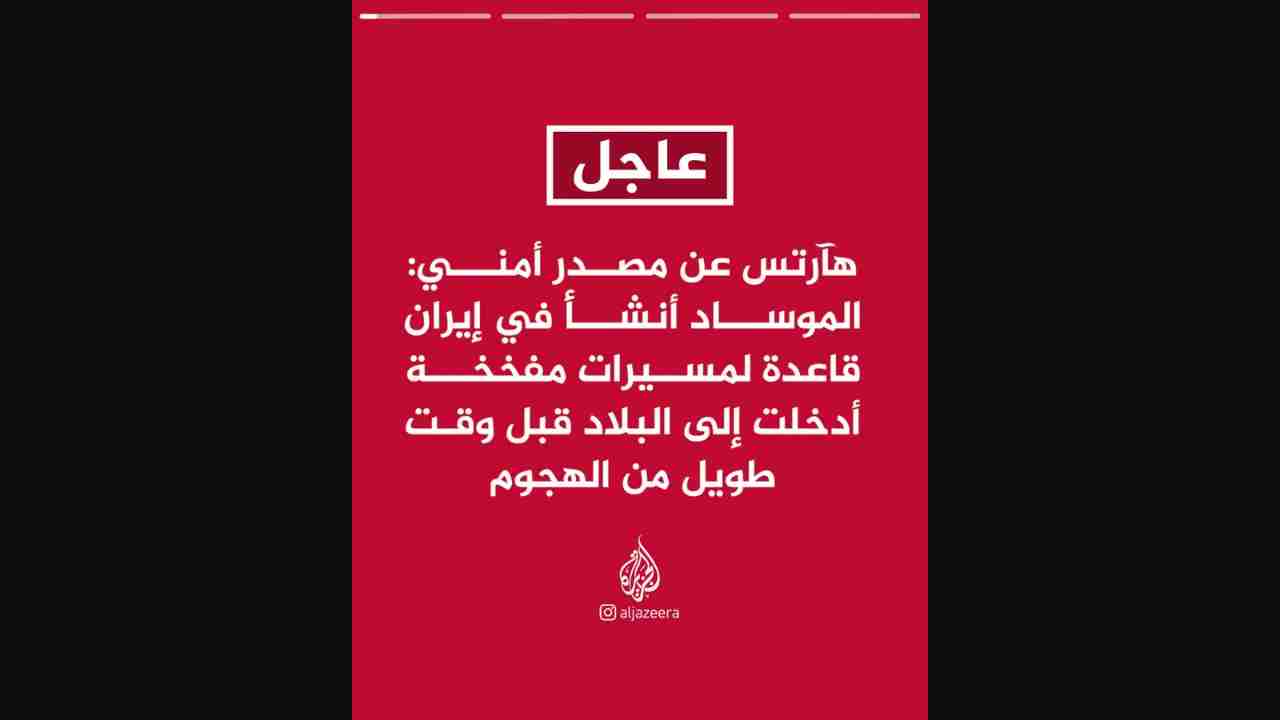 عاجل
هآرتس عن مصدر أمني:
الموساد أنشأ في إيران
قاعدة لمسيرات مفخخة
أدخلت إلى البلاد قبل وقت
طويل من الهجوم
الجزيرة
aljazeera